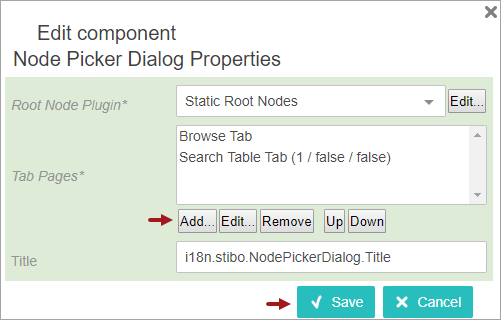 Edit component
Node Picker Dialog Properties
Root Node Plugin* Static Root Nodes Edit...
Browse Tab
Search Table Tab (1 / false / false)
Tab Pages*
Add... Edit... Remove Up Down
Title i18n.stibo.NodePickerDialog.Title
Save Cancel